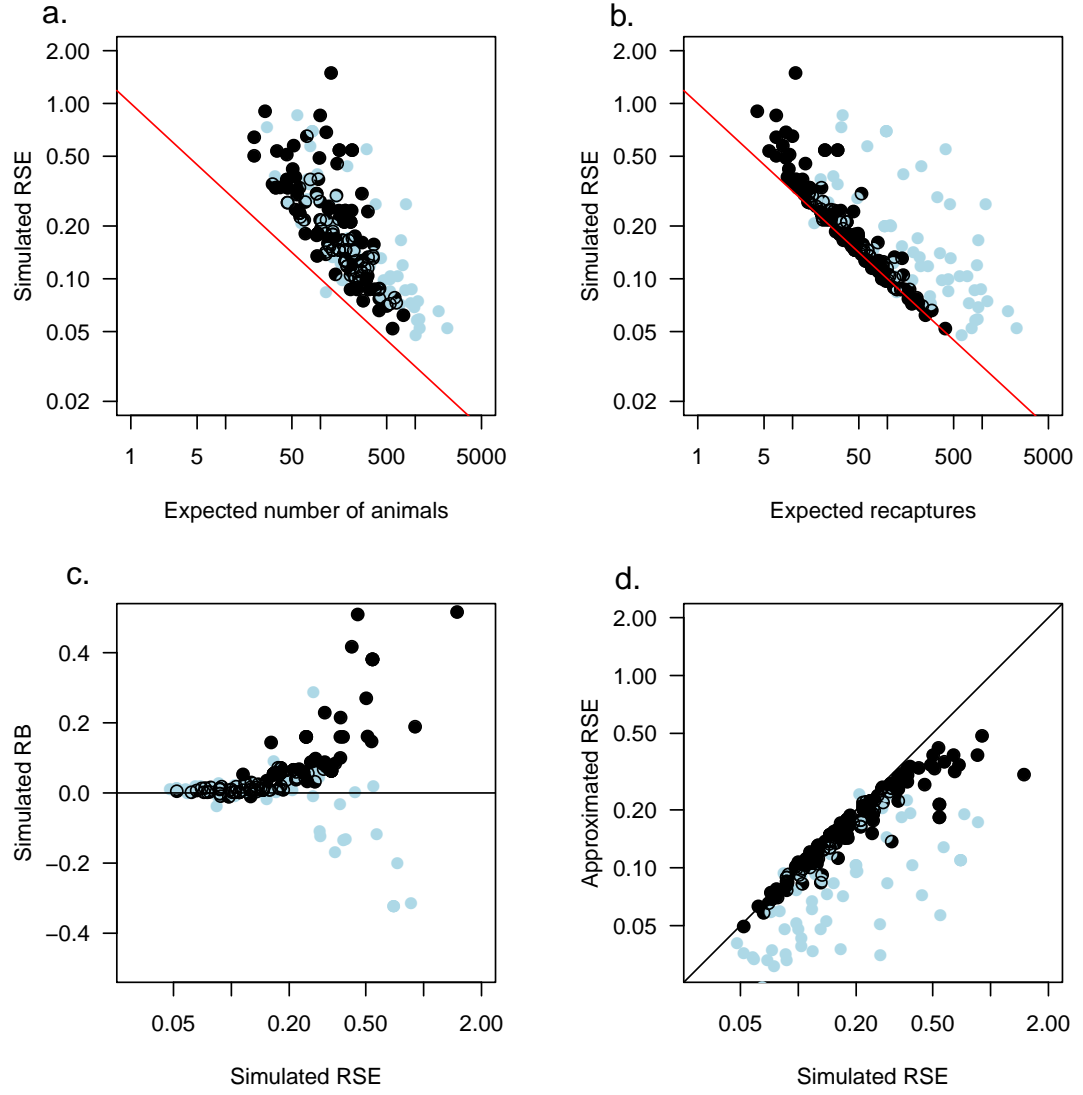 a.
Simulated RSE
2.00
1.00
0.50
0.20
0.10
0.05
0.02
1 5 50 500 5000
Expected number of animals
b.
Simulated RSE
2.00
1.00
0.50
0.20
0.10
0.05
0.02
1 5 50 500 5000
Expected recaptures
c.
Simulated RB
0.4
0.2
0.0
−0.2
−0.4
0.05 0.20 0.50 2.00
Simulated RSE
d.
Approximated RSE
2.00
1.00
0.50
0.20
0.10
0.05
0.05 0.20 0.50 2.00
Simulated RSE